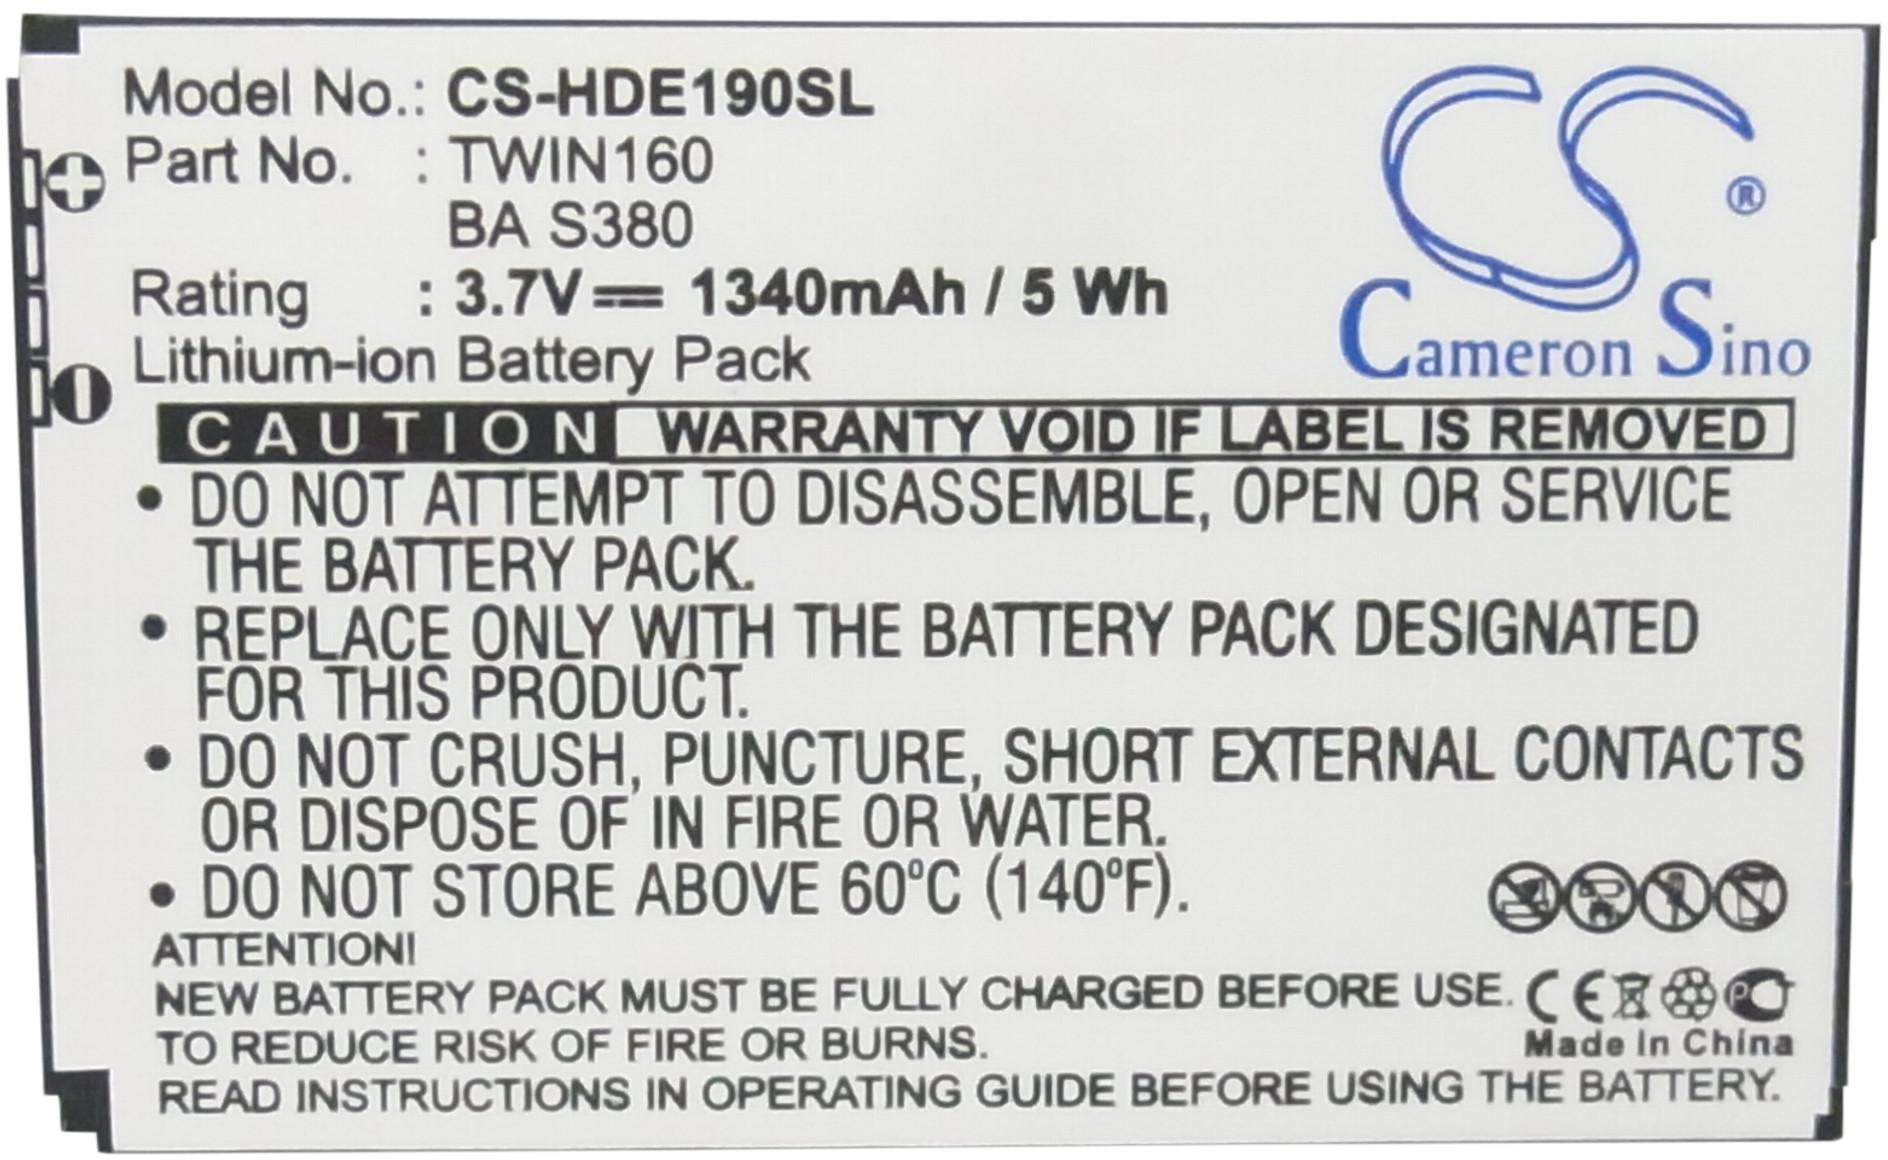 Model No.: CS-HDE190SL
Part No. : TWIN160
BA S380
Rating : 3.7V 1340mAh / 5 Wh
Lithium-ion Battery Pack
CS ®
Cameron Sino
CAUTION WARRANTY VOID IF LABEL IS REMOVED
• DO NOT ATTEMPT TO DISASSEMBLE, OPEN OR SERVICE
THE BATTERY PACK.
• REPLACE ONLY WITH THE BATTERY PACK DESIGNATED
FOR THIS PRODUCT.
• DO NOT CRUSH, PUNCTURE, SHORT EXTERNAL CONTACTS
OR DISPOSE OF IN FIRE OR WATER.
• DO NOT STORE ABOVE 60°C (140°F).
ATTENTION!
NEW BATTERY PACK MUST BE FULLY CHARGED BEFORE USE. CE PCT
TO REDUCE RISK OF FIRE OR BURNS.
Made In China
READ INSTRUCTIONS IN OPERATING GUIDE BEFORE USING THE BATTERY.